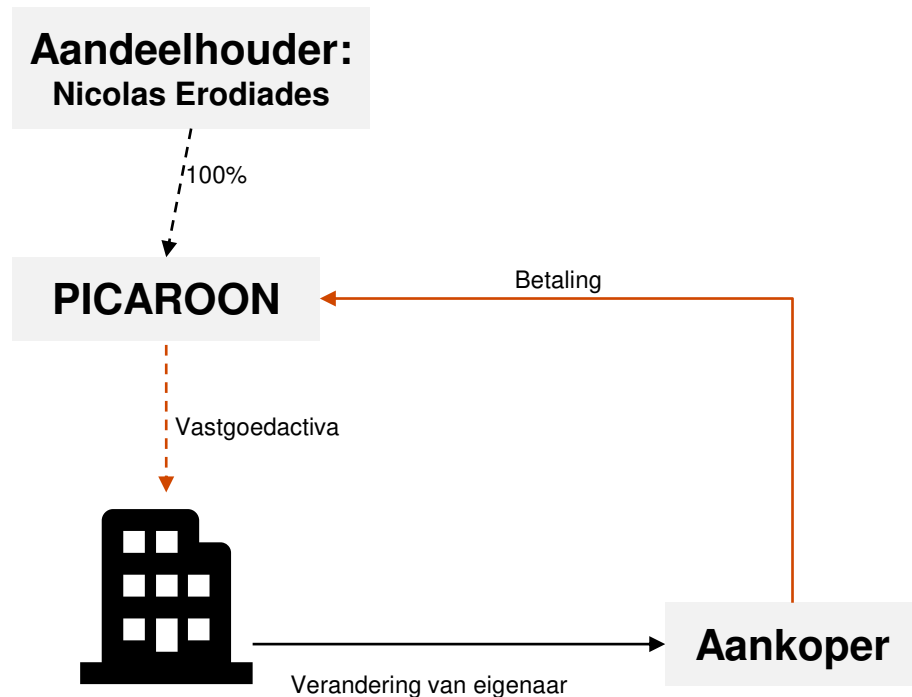 Aandeelhouder:
Nicolas Erodiades
100%
PICAROON
Betaling
Vastgoedactiva
Aankoper
Verandering van eigenaar